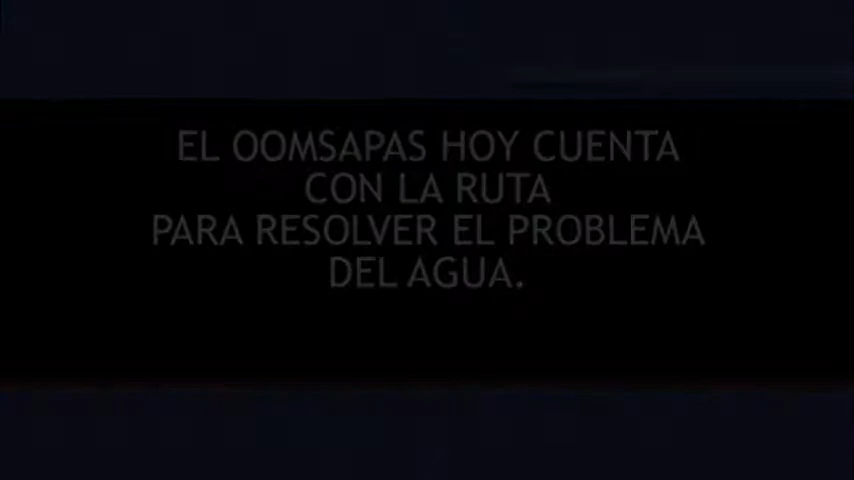 EL OOMSAPAS HOY CUENTA
CON LA RUTA
PARA RESOLVER EL PROBLEMA
DEL AGUA.